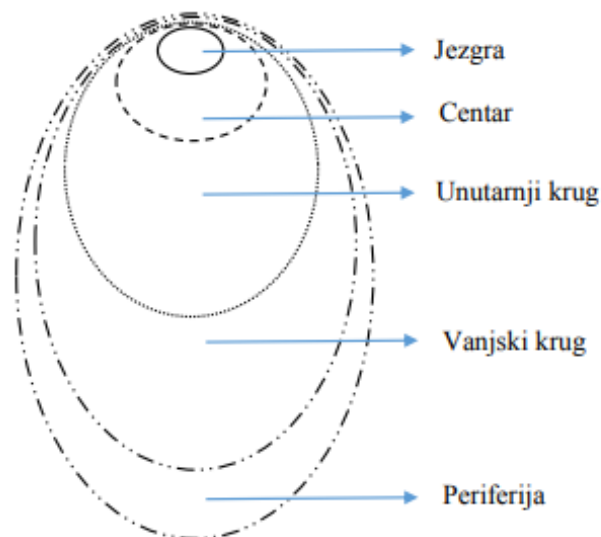 Jezgra
Centar
Unutarnji krug
Vanjski krug
Periferija